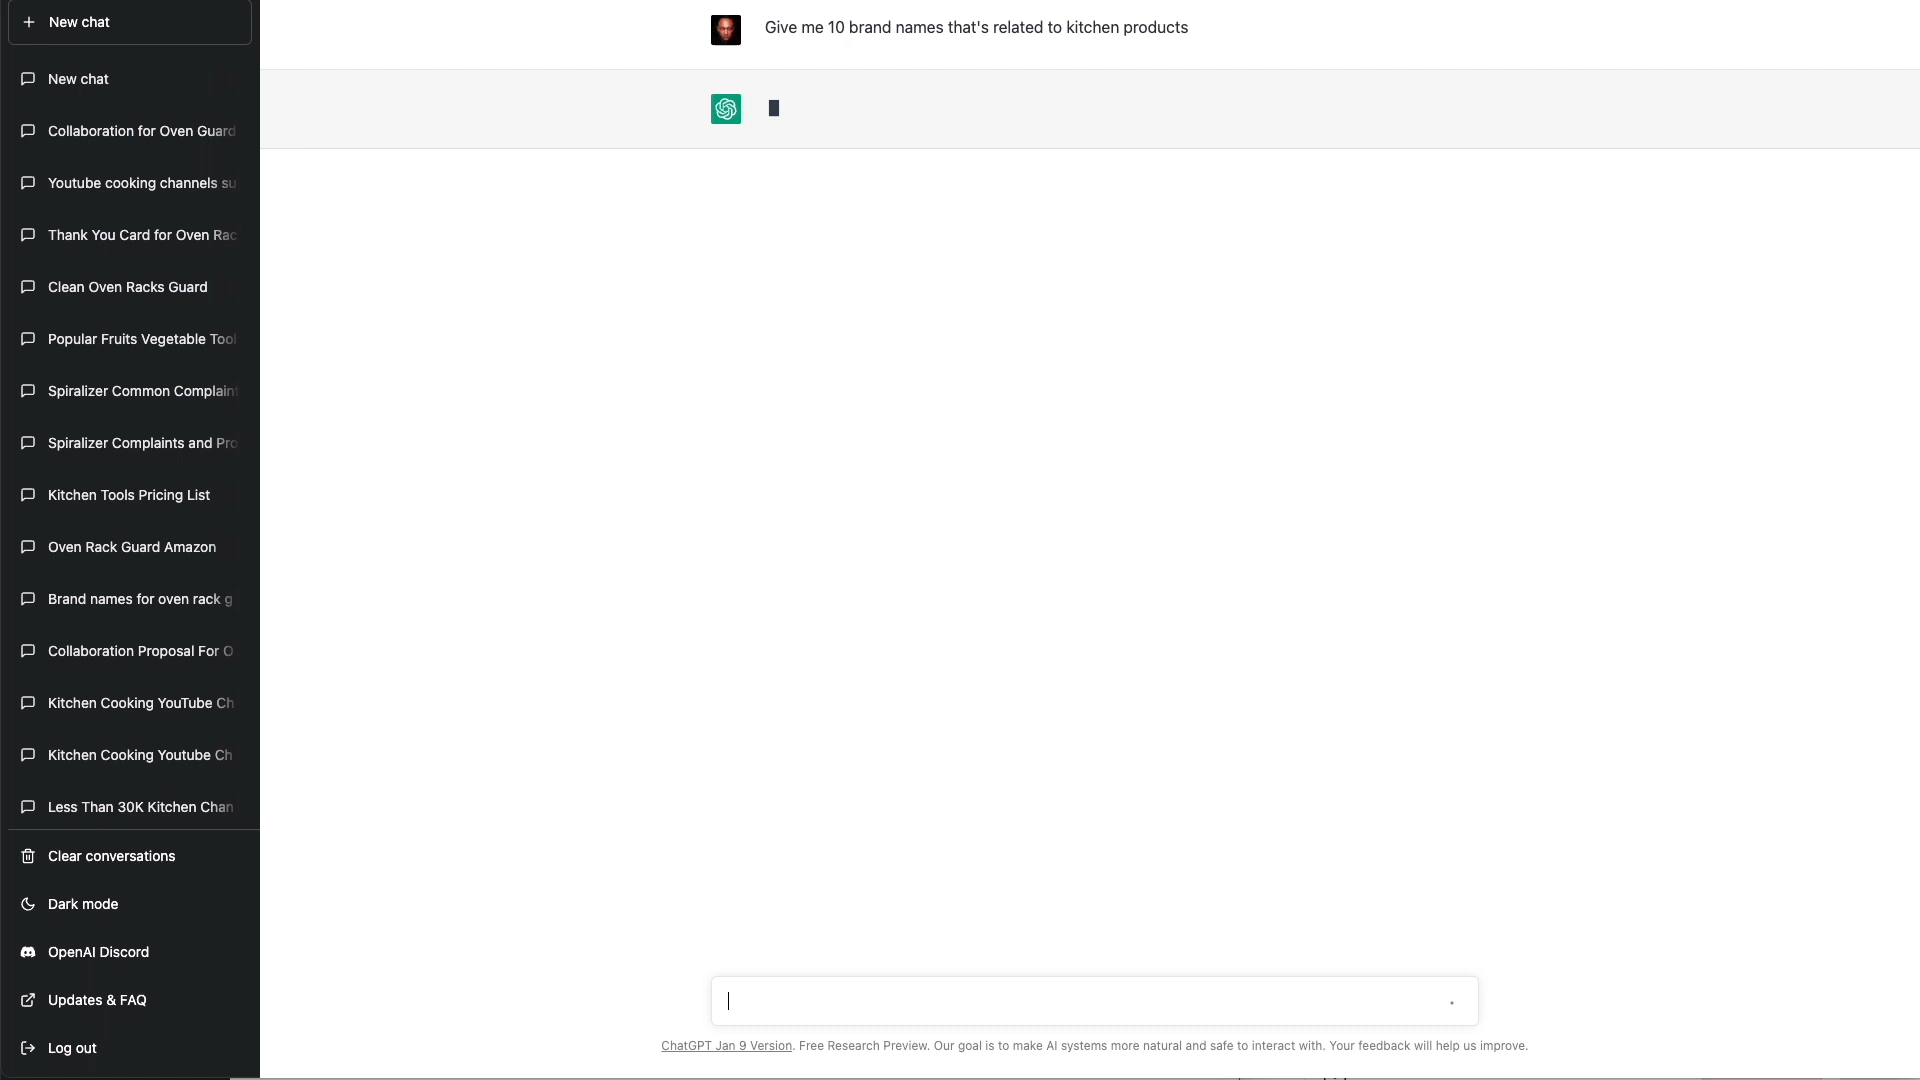 New chat
New chat
Collaboration for Oven Guard
Youtube cooking channels su
Thank You Card for Oven Rac
Clean Oven Racks Guard
Popular Fruits Vegetable Tool
Spiralizer Common Complaint
Spiralizer Complaints and Pro
Kitchen Tools Pricing List
Oven Rack Guard Amazon
Brand names for oven rack g
Collaboration Proposal For O
Kitchen Cooking YouTube Ch
Kitchen Cooking Youtube Ch
Less Than 30K Kitchen Chan
Clear conversations
Dark mode
OpenAI Discord
Updates & FAQ
Log out
Give me 10 brand names that's related to kitchen products
ChatGPT Jan 9 Version. Free Research Preview. Our goal is to make AI systems more natural and safe to interact with. Your feedback will help us improve.